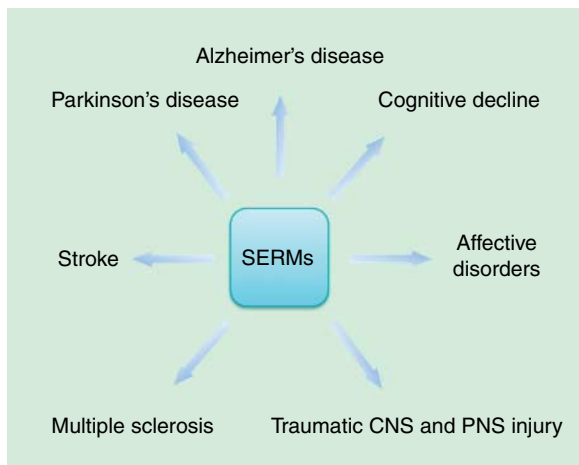 Alzheimer’s disease
Parkinson’s disease
Cognitive decline
Stroke
SERMs
Affective
disorders
Multiple sclerosis
Traumatic CNS and PNS injury